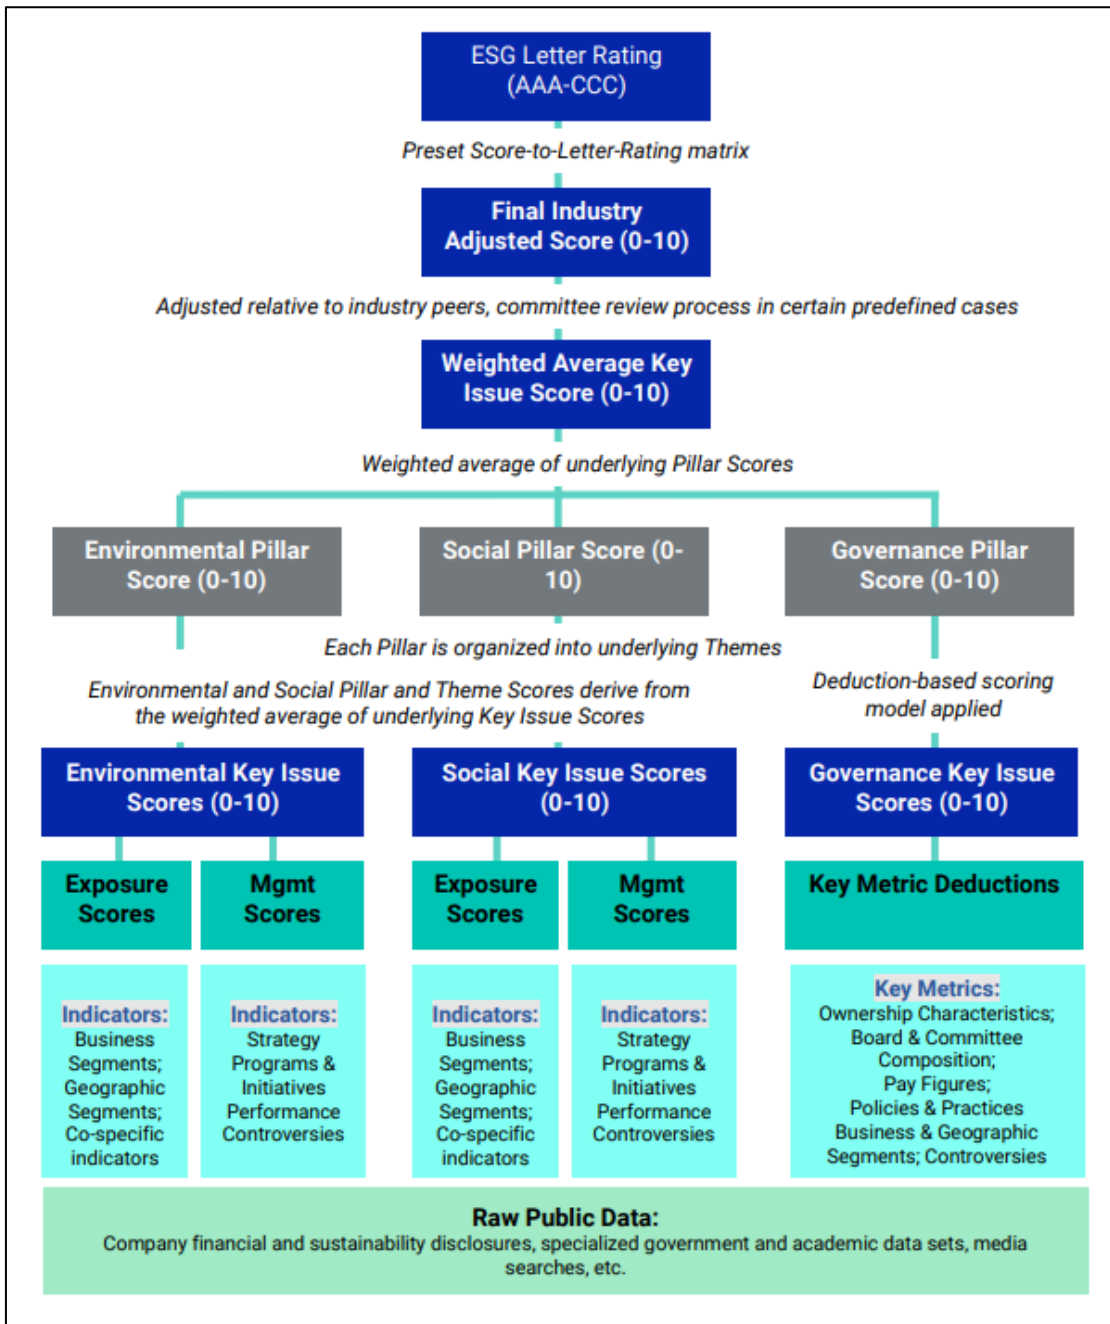 ESG Letter Rating
(AAA-CCC)
Preset Score-to-Letter-Rating matrix
Final Industry
Adjusted Score (0-10)
Adjusted relative to industry peers, committee review process in certain predefined cases
Weighted Average Key
Issue Score (0-10)
Weighted average of underlying Pillar Scores
Environmental Pillar
Score (0-10)
Social Pillar Score (0-
10)
Governance Pillar
Score (0-10)
Each Pillar is organized into underlying Themes
Environmental and Social Pillar and Theme Scores derive from
the weighted average of underlying Key Issue Scores
Deduction-based scoring
model applied
Environmental Key Issue
Scores (0-10)
Social Key Issue Scores
(0-10)
Governance Key Issue
Scores (0-10)
Exposure
Scores
Mgmt
Scores
Exposure
Scores
Mgmt
Scores
Key Metric Deductions
Indicators:
Business
Segments;
Geographic
Segments;
Co-specific
indicators
Indicators:
Strategy
Programs &
Initiatives
Performance
Controversies
Indicators:
Business
Segments;
Geographic
Segments;
Co-specific
indicators
Indicators:
Strategy
Programs &
Initiatives
Performance
Controversies
Key Metrics:
Ownership Characteristics;
Board & Committee
Composition;
Pay Figures;
Policies & Practices
Business & Geographic
Segments; Controversies
Raw Public Data:
Company financial and sustainability disclosures, specialized government and academic data sets, media
searches, etc.